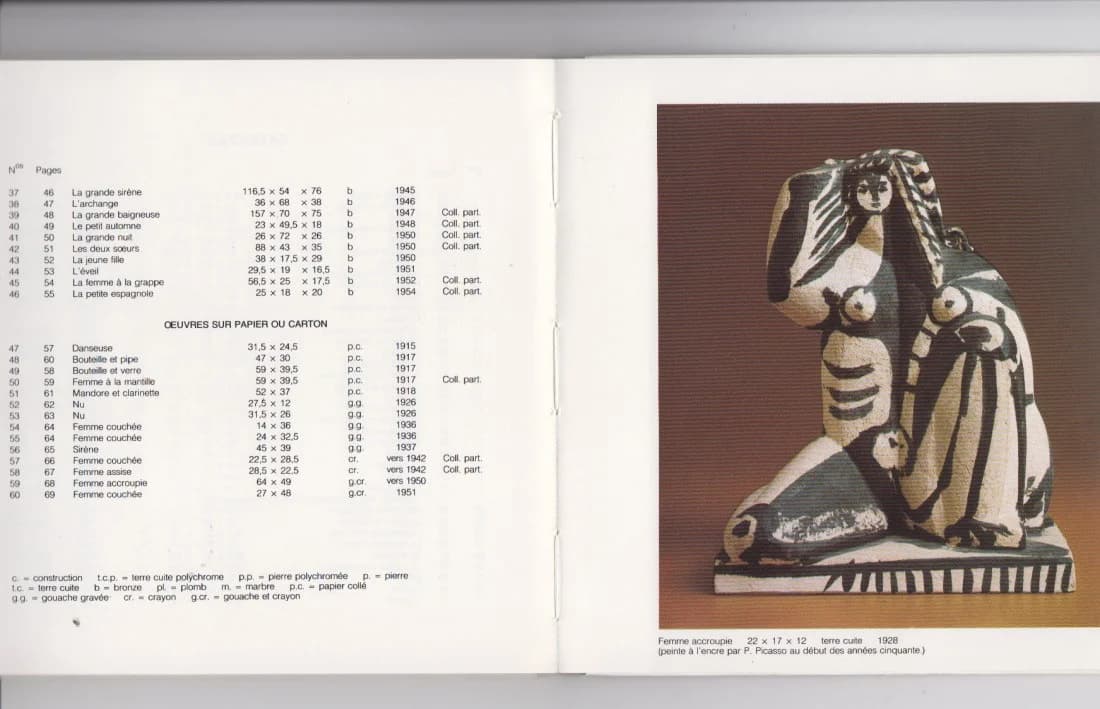 Nos Pages
37 46 La grande sirène 116,5 × 54 × 76 b 1945
38 47 L'archange 36 × 68 × 38 b 1946
39 48 La grande baigneuse 157 × 70 × 75 b 1947 Coll. part.
40 49 Le petit automne 23 × 49,5 × 18 b 1948 Coll. part.
41 50 La grande nuit 26 × 72 × 26 b 1950 Coll. part.
42 51 Les deux sœurs 88 × 43 × 35 b 1950 Coll. part.
43 52 La jeune fille 38 × 17,5 × 29 b 1950
44 53 L'éveil 29,5 × 19 × 16,5 b 1951
45 54 La femme à la grappe 56,5 × 25 × 17,5 b 1952 Coll. part.
46 55 La petite espagnole 25 × 18 × 20 b 1954 Coll. part.
ŒUVRES SUR PAPIER OU CARTON
47 57 Danseuse 31,5 × 24,5 p.c. 1915
48 60 Bouteille et pipe 47 × 30 p.c. 1917
49 58 Bouteille et verre 59 × 39,5 p.c. 1917
50 59 Femme à la mantille 59 × 39,5 p.c. 1917 Coll. part.
51 61 Mandore et clarinette 52 × 37 p.c. 1918
52 62 Nu 27,5 × 12 g.g. 1926
53 63 Nu 31,5 × 26 g.g. 1926
54 64 Femme couchée 14 × 36 g.g. 1936
55 64 Femme couchée 24 × 32,5 g.g. 1936
56 65 Sirène 45 × 39 g.g. 1937
57 66 Femme couchée 22,5 × 28,5 cr. vers 1942 Coll. part.
58 67 Femme assise 28,5 × 22,5 cr. vers 1942 Coll. part.
59 68 Femme accroupie 64 × 49 g.cr. vers 1950
60 69 Femme couchée 27 × 48 g.cr. 1951
c. = construction t.c.p. = terre cuite polychrome p.p. = pierre polychromée p. = pierre
t.c. = terre cuite b = bronze pl. = plomb m. = marbre p.c. = papier collé
g.g. = gouache gravée cr. = crayon g.cr. = gouache et crayon
Femme accroupie 22 × 17 × 12 terre cuite 1928
(peinte à l'encre par P. Picasso au début des années cinquante.)